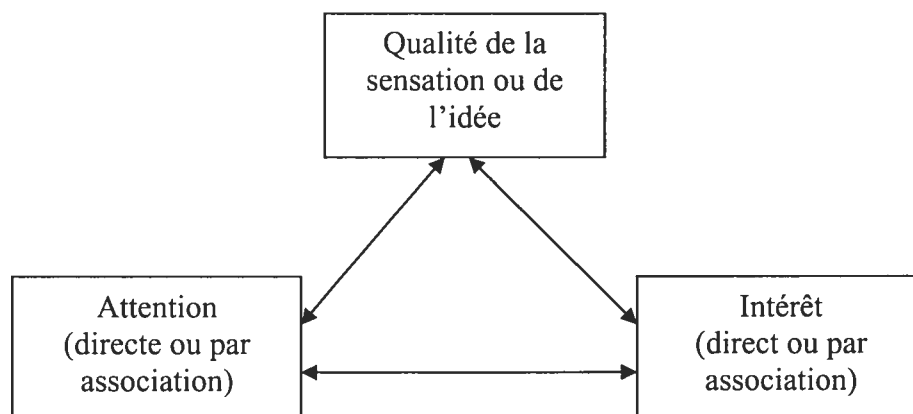 Qualité de la
sensation ou de
l'idée
Attention
(directe ou par
association)
Intérêt
(direct ou par
association)